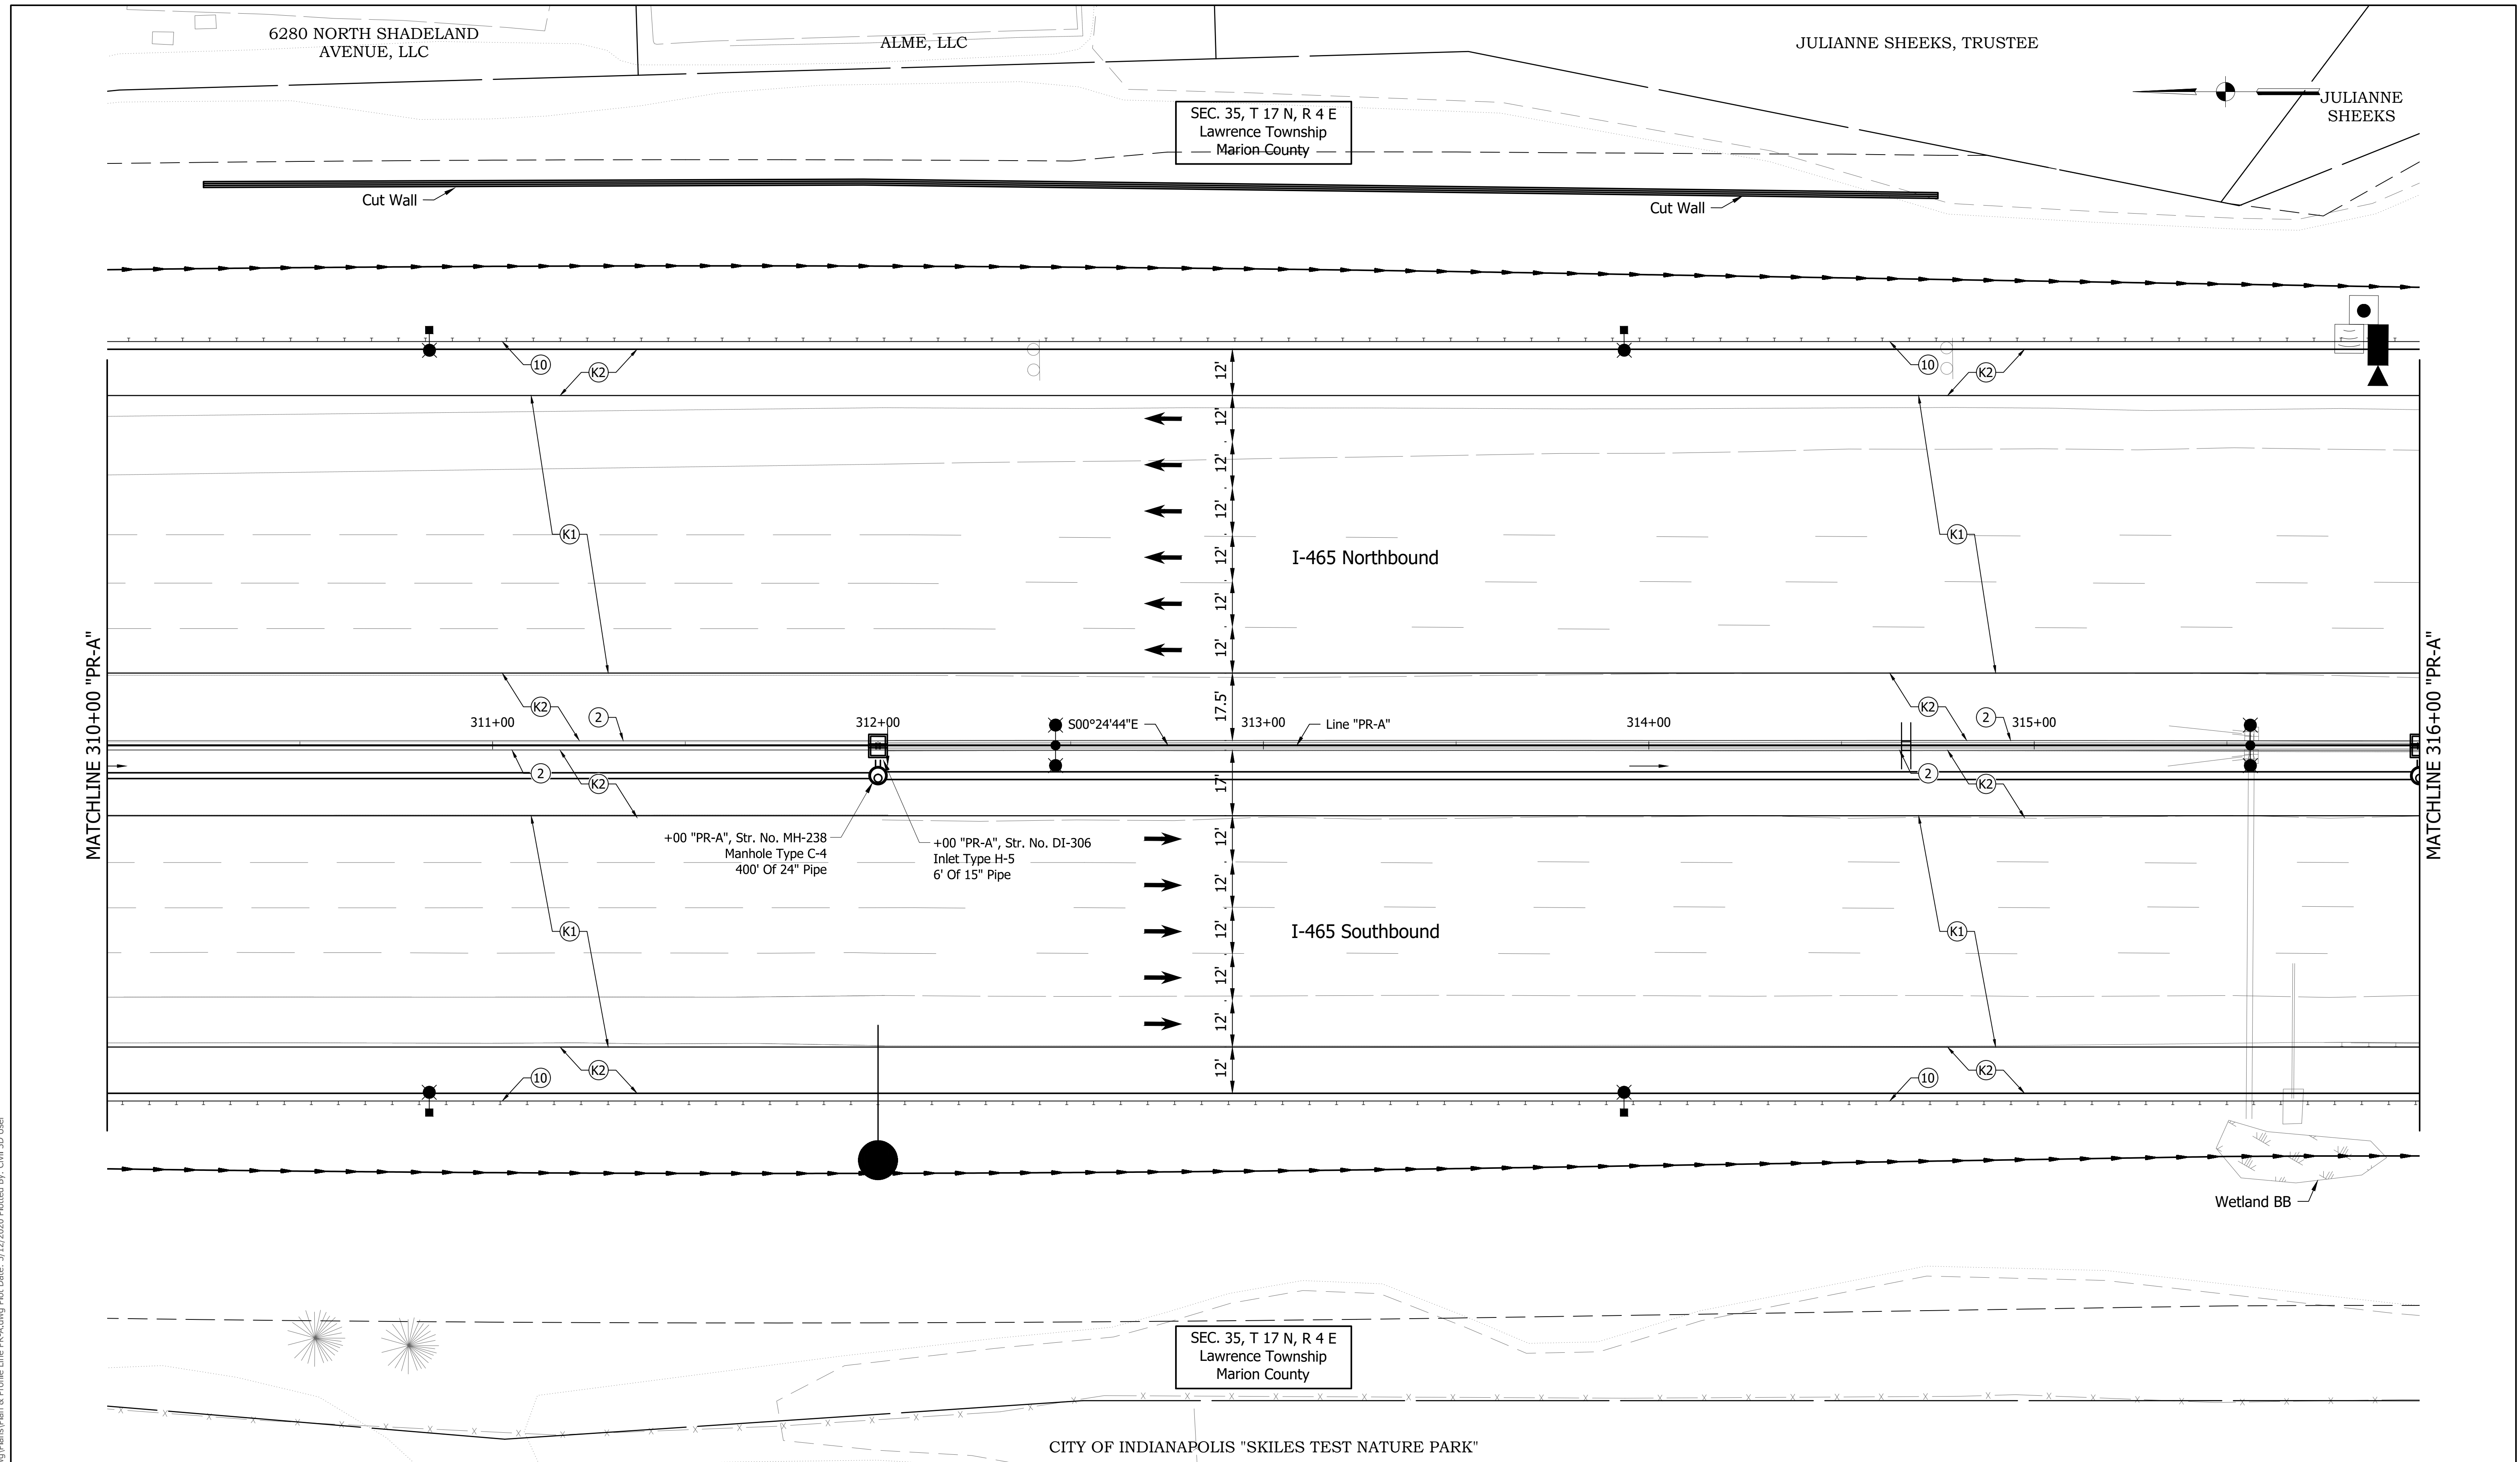 6280 NORTH SHADELAND
AVENUE, LLC
ALME, LLC
JULIANNE SHEEKS, TRUSTEE
JULIANNE
SHEEKS
SEC. 35, T 17 N, R 4 E
Lawrence Township
Marion County
Cut Wall
Cut Wall
10
K2
12'
10
K2
12'
12'
12'
K1
12'
I-465 Northbound
K1
12'
12'
MATCHLINE 310+00 "PR-A"
MATCHLINE 316+00 "PR-A"
K2
2
17.5'
K2
2
311+00
312+00
S00°24'44"E
313+00
Line "PR-A"
314+00
315+00
2
K2
17'
2
K2
+00 "PR-A", Str. No. MH-238
Manhole Type C-4
400' Of 24" Pipe
+00 "PR-A", Str. No. DI-306
Inlet Type H-5
6' Of 15" Pipe
12'
12'
K1
12'
I-465 Southbound
K1
12'
12'
10
K2
12'
10
K2
Wetland BB
SEC. 35, T 17 N, R 4 E
Lawrence Township
Marion County
CITY OF INDIANAPOLIS "SKILES TEST NATURE PARK"